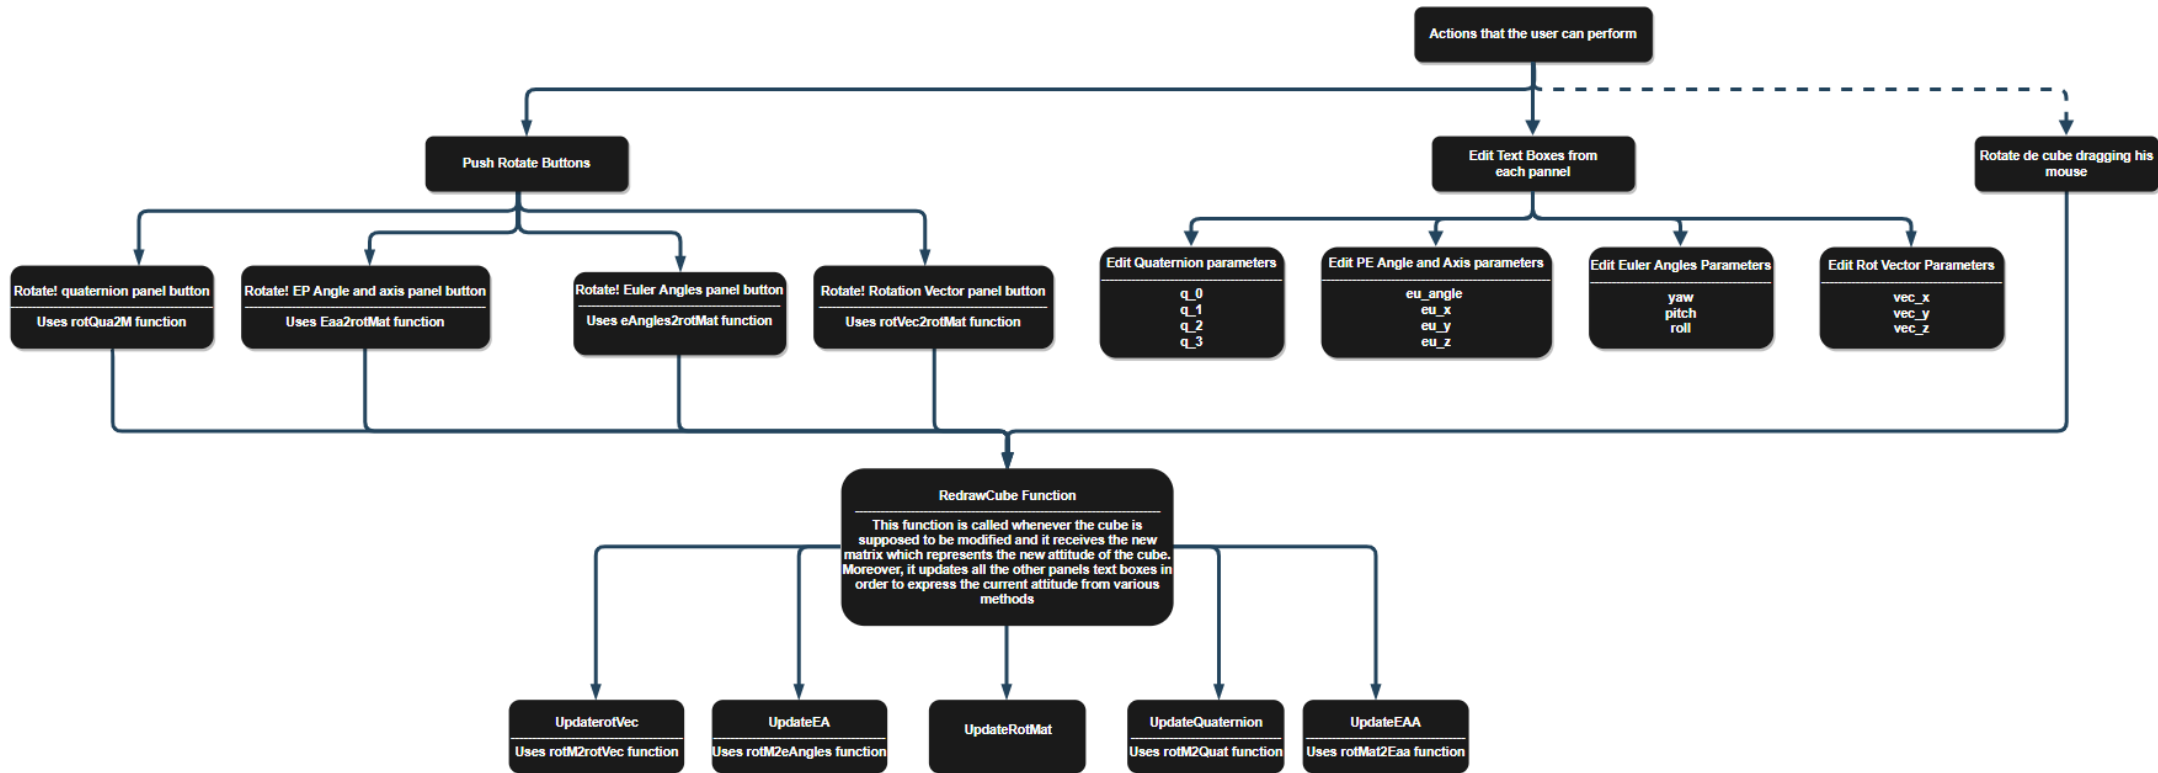 Actions that the user can perform
Push Rotate Buttons
Edit Text Boxes from
each pannel
Rotate de cube dragging his
mouse
Rotate! quaternion panel button
Uses rotQua2M function
Rotate! EP Angle and axis panel button
Uses Eaa2rotMat function
Rotate! Euler Angles panel button
Uses eAngles2rotMat function
Rotate! Rotation Vector panel button
Uses rotVec2rotMat function
Edit Quaternion parameters
q_0
q_1
q_2
q_3
Edit PE Angle and Axis parameters
eu_angle
eu_x
eu_y
eu_z
Edit Euler Angles Parameters
yaw
pitch
roll
Edit Rot Vector Parameters
vec_x
vec_y
vec_z
RedrawCube Function
This function is called whenever the cube is
supposed to be modified and it receives the new
matrix which represents the new attitude of the cube.
Moreover, it updates all the other panels text boxes in
order to express the current attitude from various
methods
UpdaterotVec
Uses rotM2rotVec function
UpdateEA
Uses rotM2eAngles function
UpdateRotMat
UpdateQuaternion
Uses rotM2Quat function
UpdateEAA
Uses rotMat2Eaa function